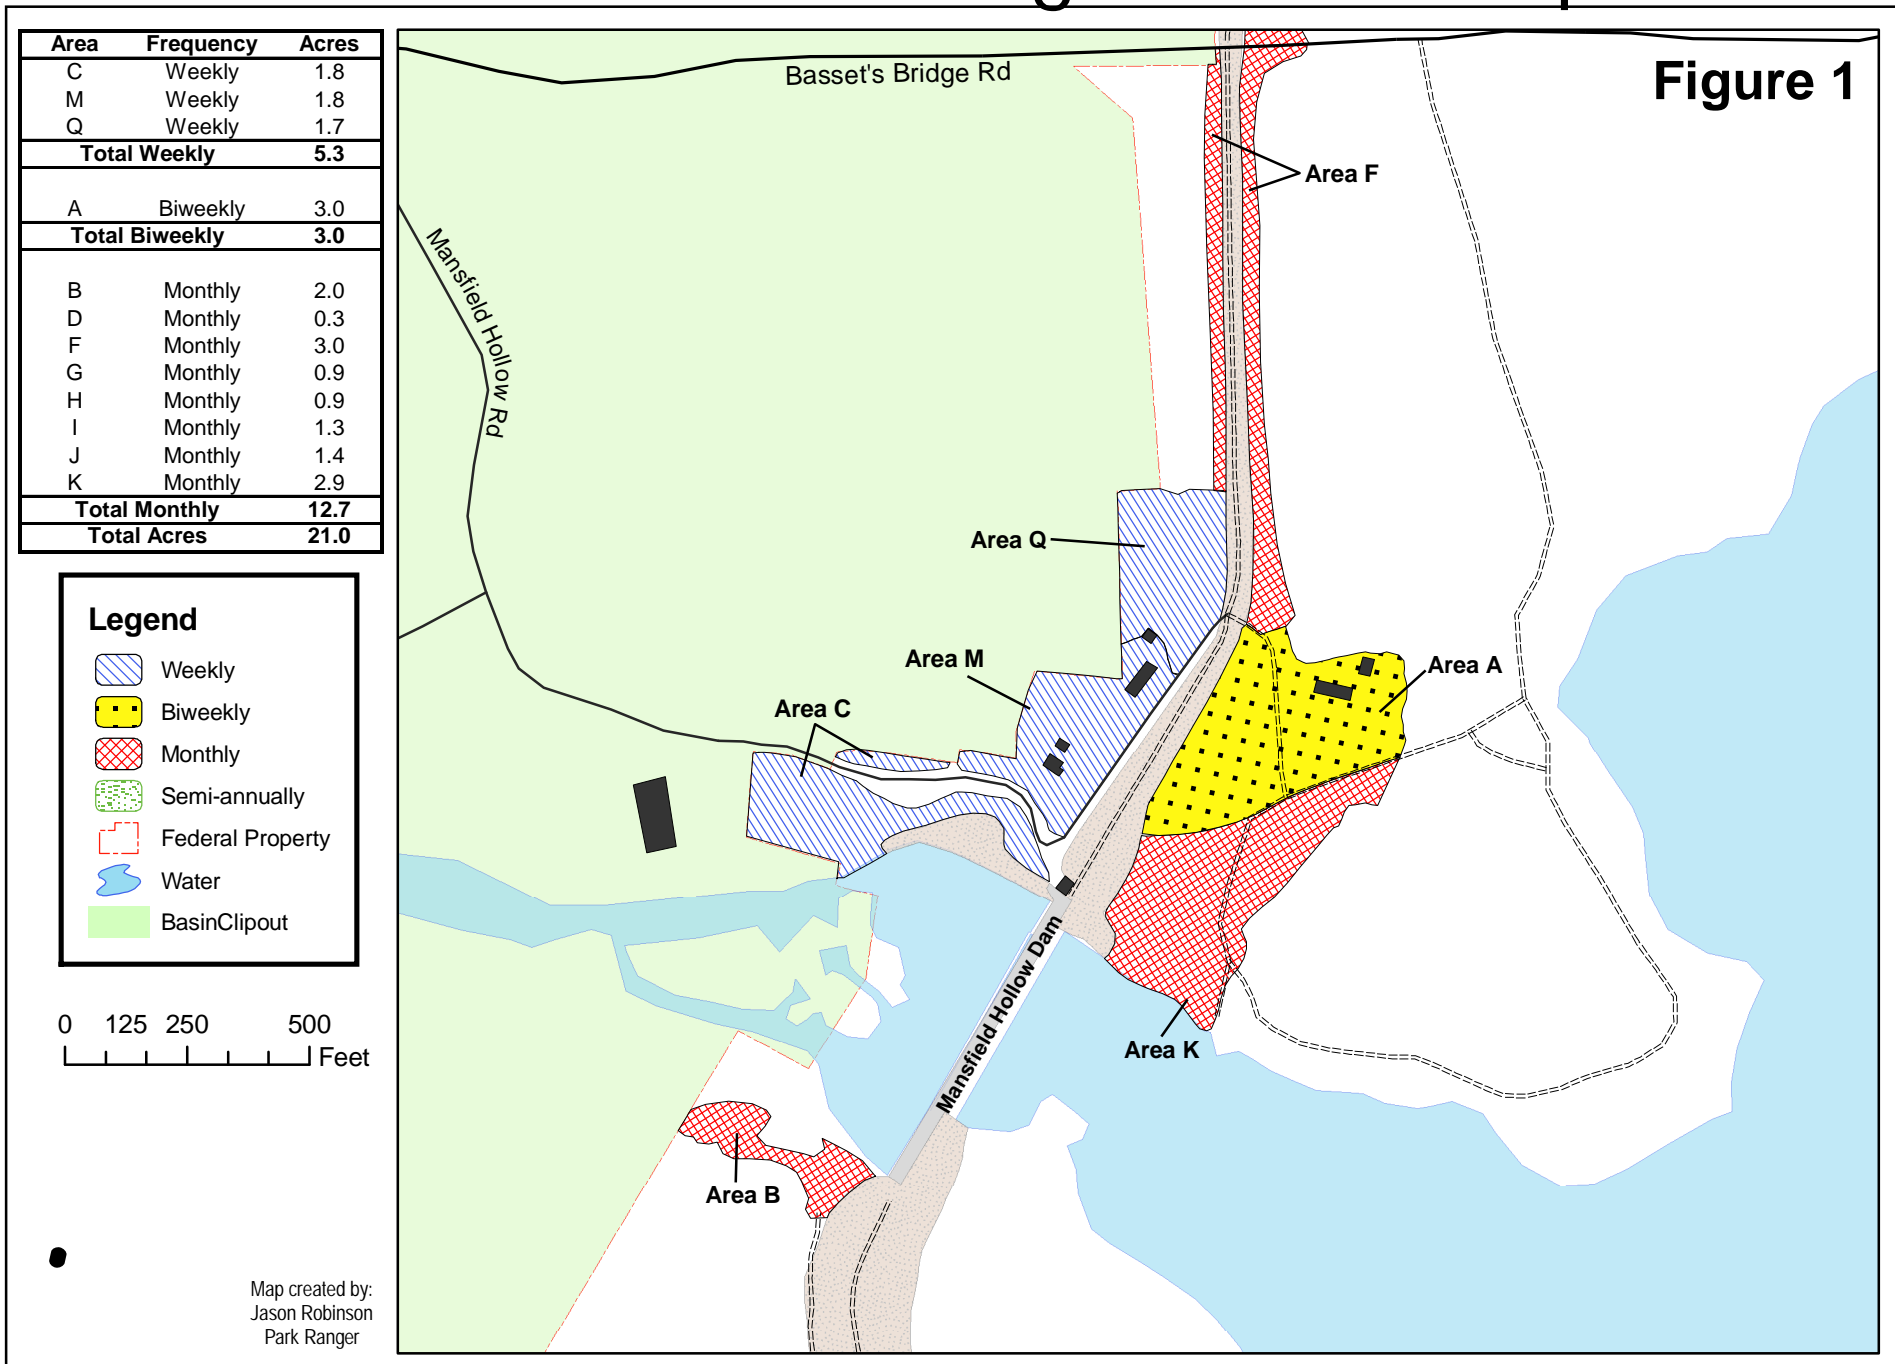 Area Frequency Acres
C Weekly 1.8
M Weekly 1.8
Q Weekly 1.7
Total Weekly 5.3
A Biweekly 3.0
Total Biweekly 3.0
B Monthly 2.0
D Monthly 0.3
F Monthly 3.0
G Monthly 0.9
H Monthly 0.9
I Monthly 1.3
J Monthly 1.4
K Monthly 2.9
Total Monthly 12.7
Total Acres 21.0
Legend
Weekly
Biweekly
Monthly
Semi-annually
Federal Property
Water
BasinClipout
0 125 250 500
Feet
Map created by:
Jason Robinson
Park Ranger
Figure 1
Basset's Bridge Rd
Mansfield Hollow Rd
Area F
Area Q
Area M
Area A
Area C
Mansfield Hollow Dam
Area K
Area B